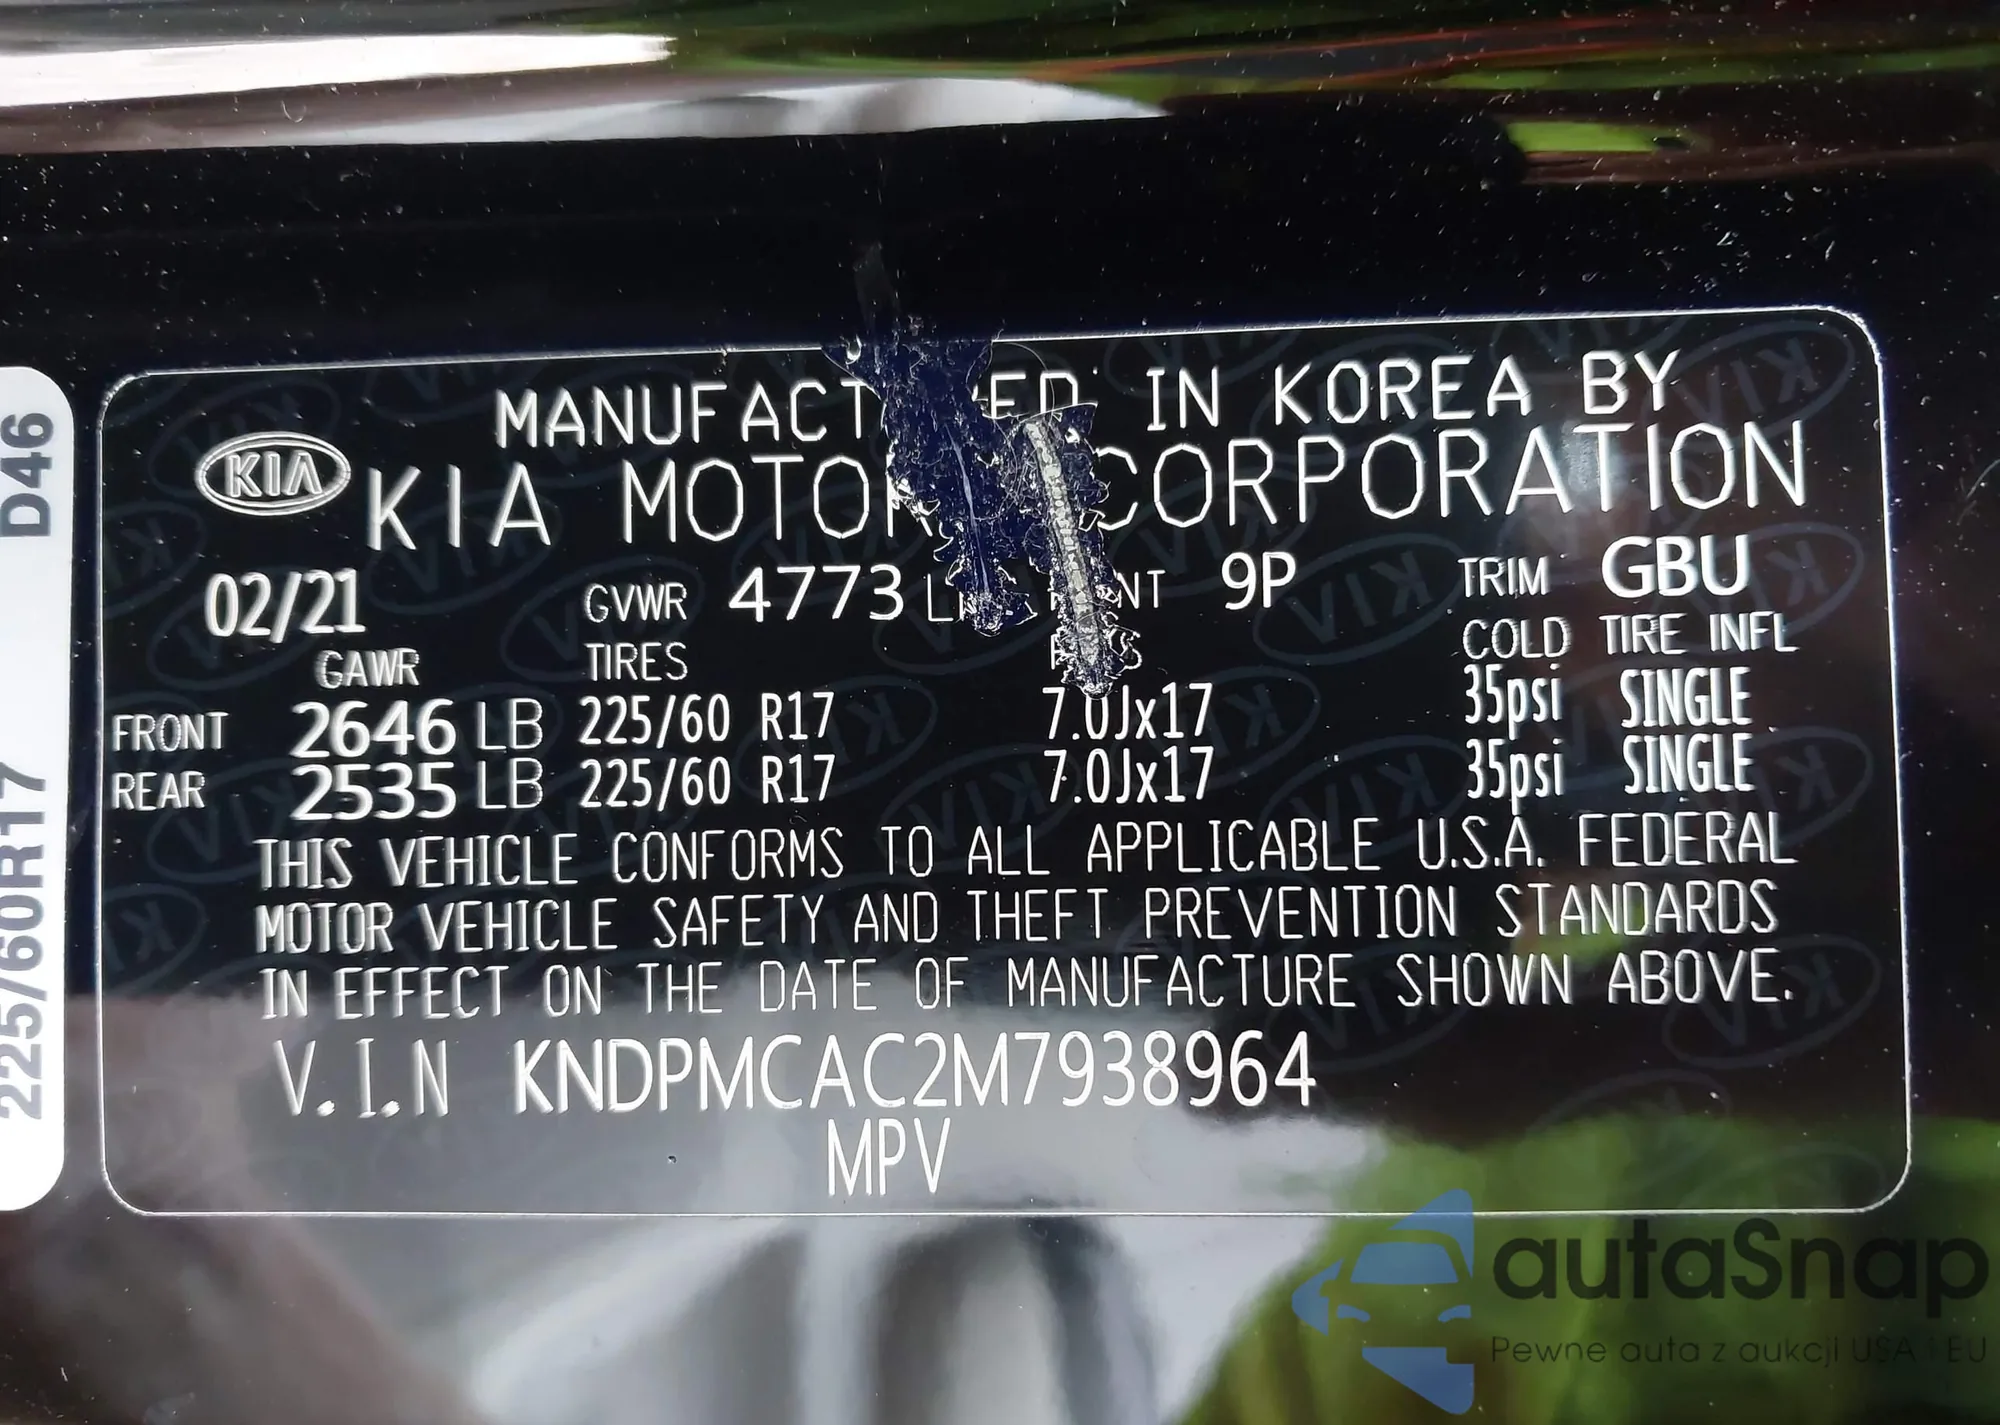 MANUFACT ED IN KOREA BY
KIA
KIA MOTOR CORPORATION
02/21 GVWR 4773 9P TRIM GBU
GAWR TIRES COLD TIRE INFL
FRONT 2646 LB 225/60 R17 7.0Jx17 35psi SINGLE
REAR 2535 LB 225/60 R17 7.0Jx17 35psi SINGLE
THIS VEHICLE CONFORMS TO ALL APPLICABLE U.S.A. FEDERAL
MOTOR VEHICLE SAFETY AND THEFT PREVENTION STANDARDS
IN EFFECT ON THE DATE OF MANUFACTURE SHOWN ABOVE.
V.I.N KNDPMCAC2M7938964
MPV
225/60R17 D46
autaSnap
Pewne auta z aukcji USA i EU